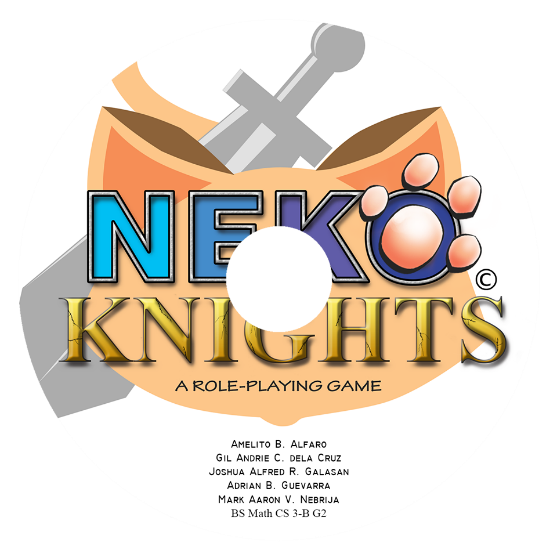 NEKO
©
KNIGHTS
A ROLE-PLAYING GAME
AMELITO B. ALFARO
GIL ANDRIE C. DELA CRUZ
JOSHUA ALFRED R. GALASAN
ADRIAN B. GUEVARRA
MARK AARON V. NEBRIJA
BS Math CS 3-B G2